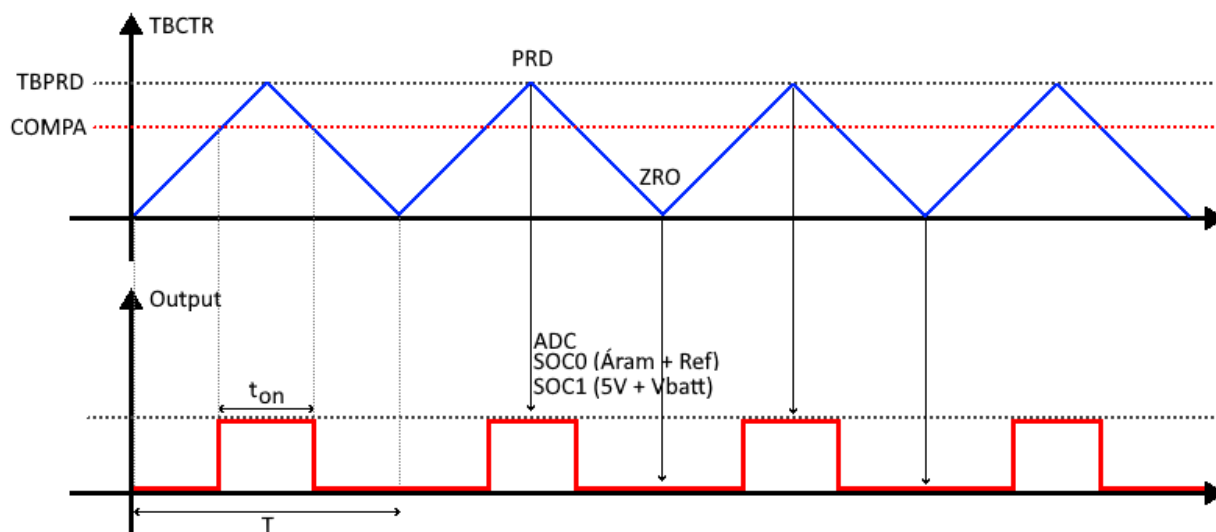 TBCTR
PRD
TBPRD
COMPA
ZRO
Output
ADC
SOC0 (Áram + Ref)
SOC1 (5V + Vbatt)
ton
T